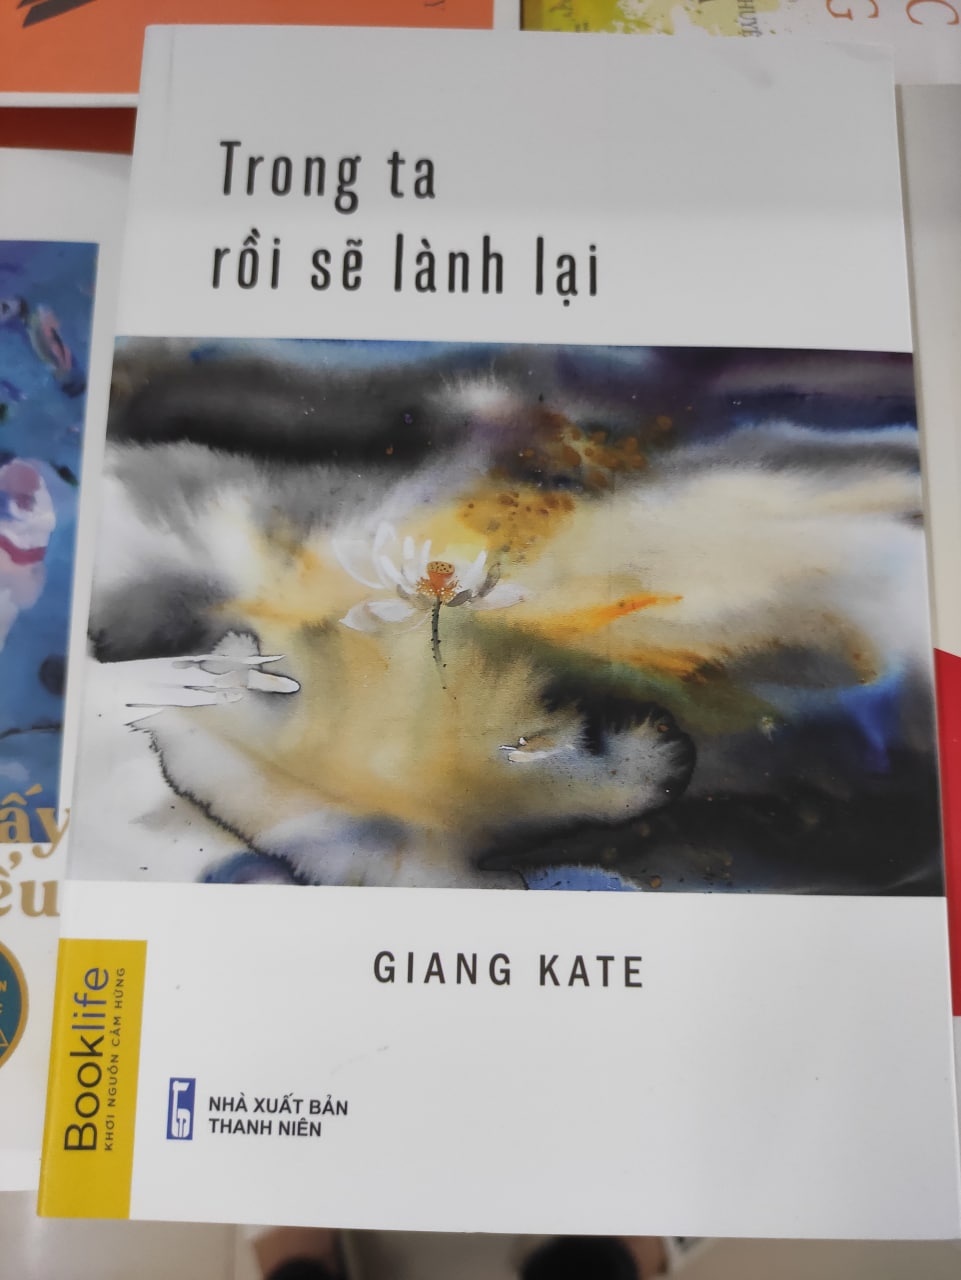 Trong ta
rồi sẽ lành lại
GIANG KATE
Booklife
KHƠI NGUỒN CẢM HỨNG
NHÀ XUẤT BẢN
THANH NIÊN
ấy
ếu